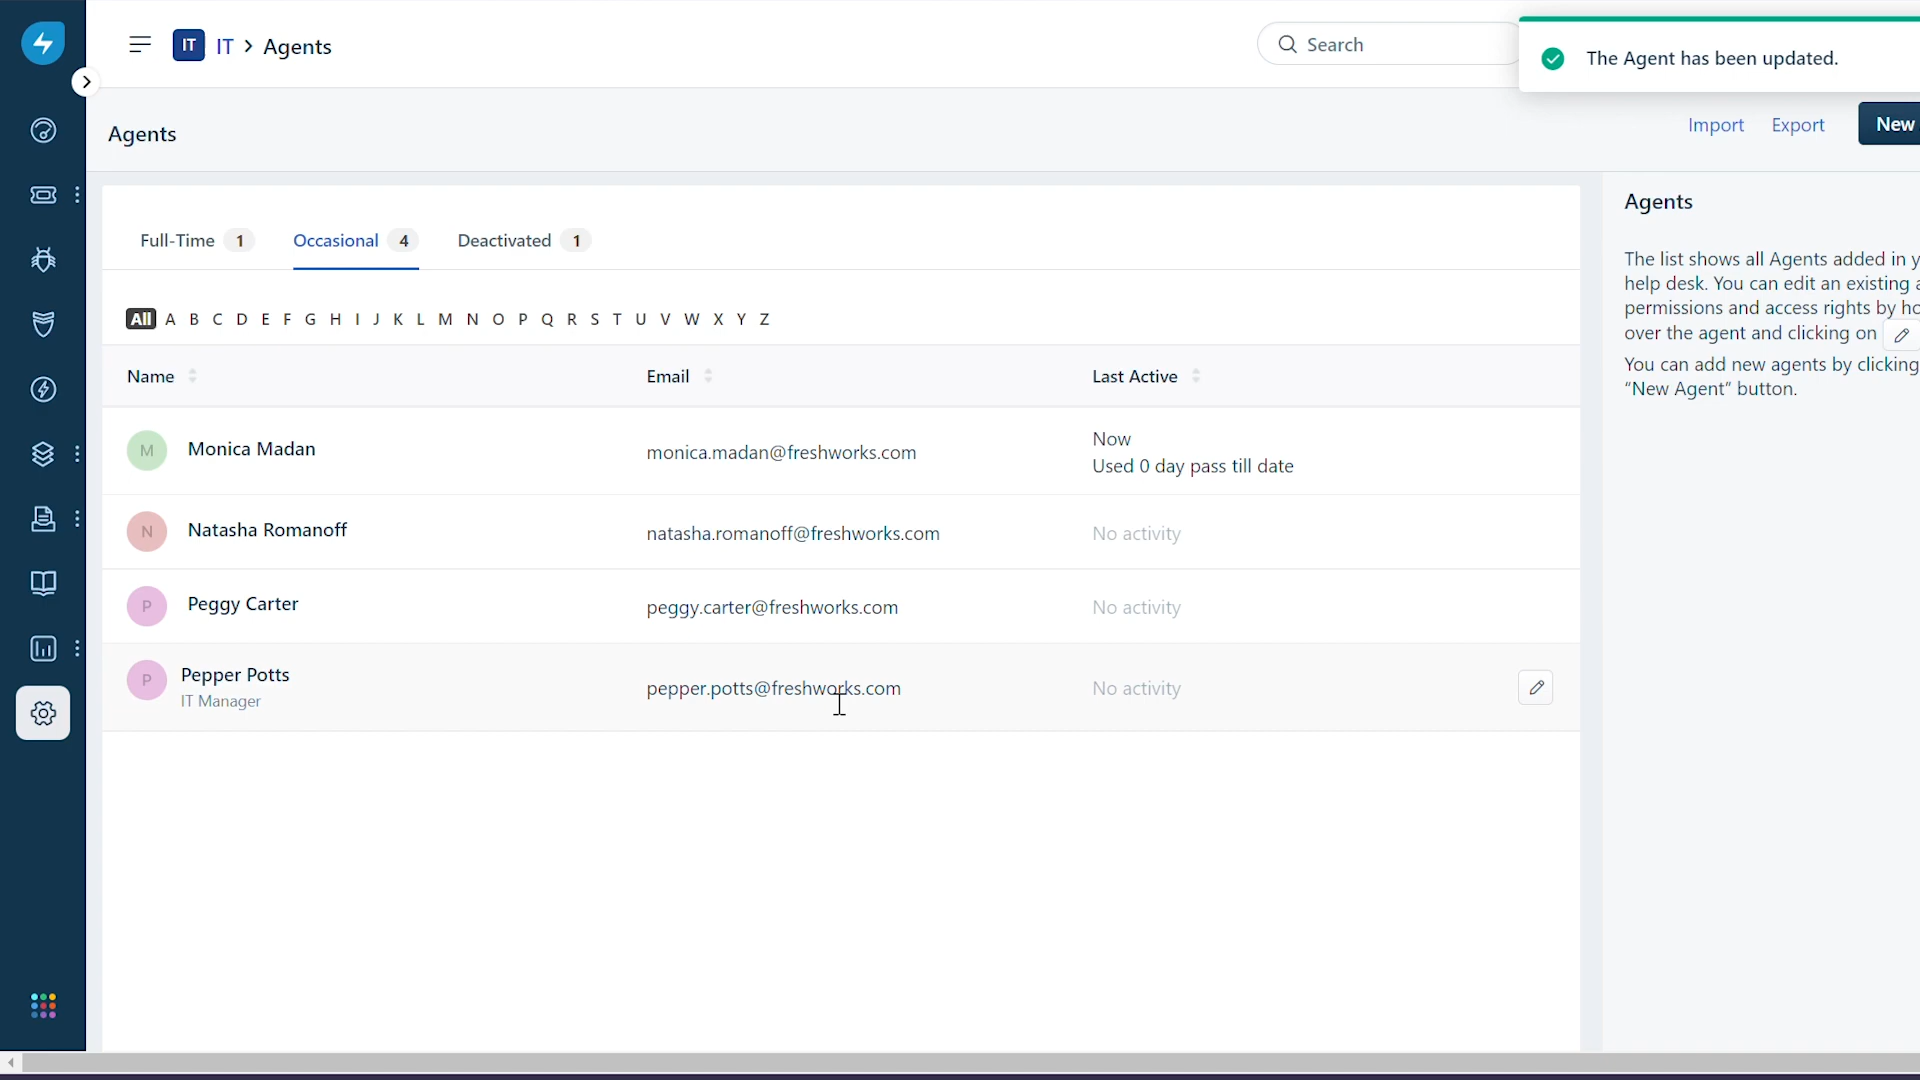 IT IT > Agents
Search
The Agent has been updated.
Agents
Import Export New
Full-Time 1 Occasional 4 Deactivated 1
All A B C D E F G H I J K L M N O P Q R S T U V W X Y Z
Name Email Last Active
M Monica Madan monica.madan@freshworks.com Now
Used 0 day pass till date
N Natasha Romanoff natasha.romanoff@freshworks.com No activity
P Peggy Carter peggy.carter@freshworks.com No activity
P Pepper Potts pepper.potts@freshworks.com No activity
IT Manager
Agents
The list shows all Agents added in y
help desk. You can edit an existing a
permissions and access rights by ho
over the agent and clicking on
You can add new agents by clicking
“New Agent” button.